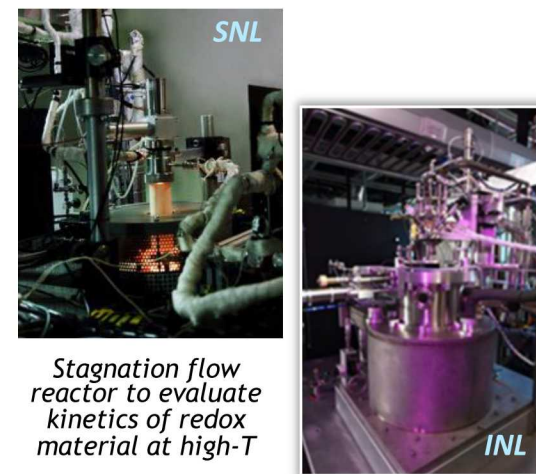 SNL
Stagnation flow
reactor to evaluate
kinetics of redox
material at high-T
INL